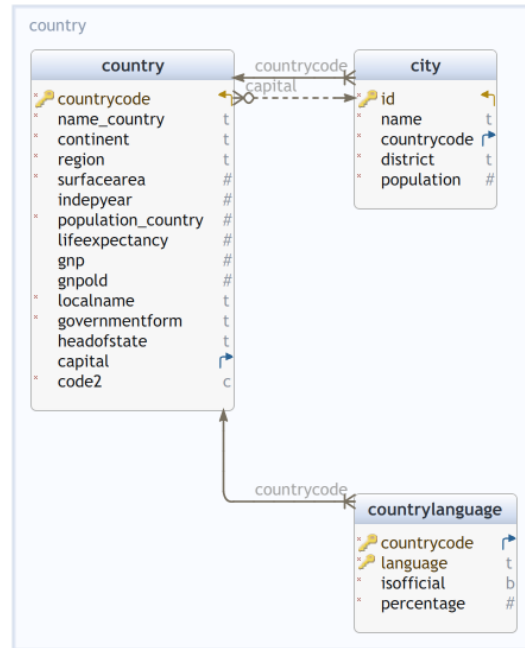 country
country
countrycode
name_country t
continent t
region t
surfacearea #
indepyear #
population_country #
lifeexpectancy #
gnp #
gnpold #
localname t
governmentform t
headofstate t
capital
code2 c
countrycode
capital
city
id
name t
countrycode
district t
population #
countrycode
countrylanguage
countrycode
language t
isofficial b
percentage #